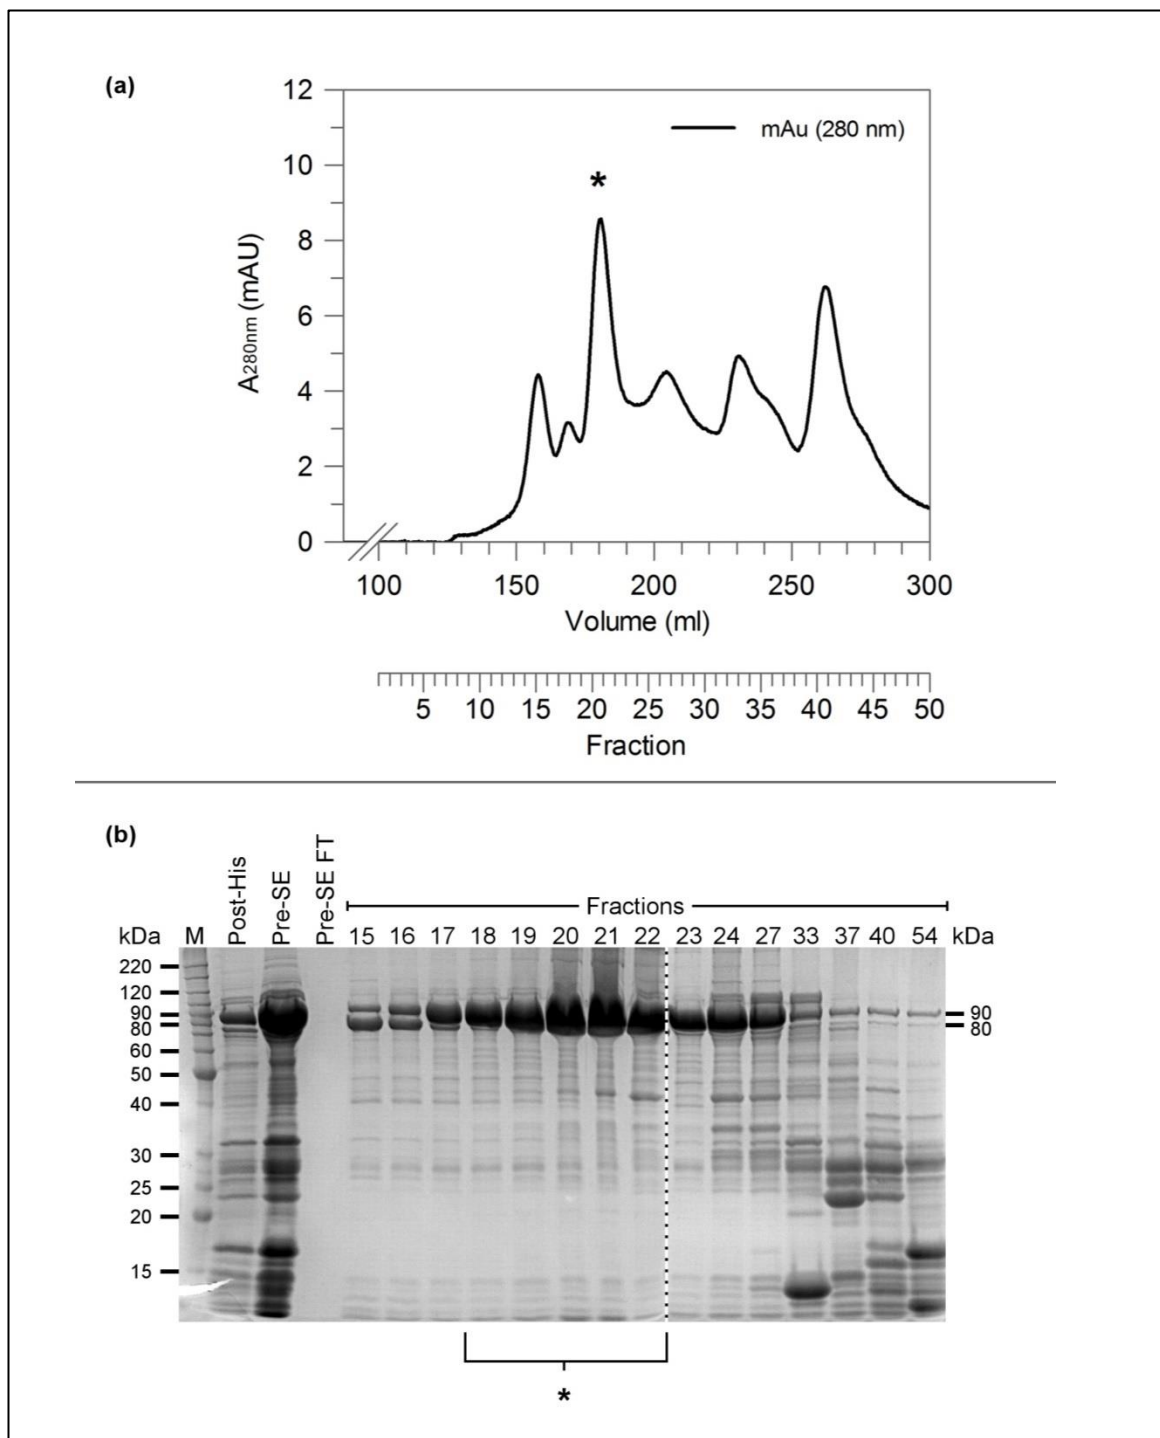 (a)
12
10
8
6
4
2
0
A280nm (mAU)
mAu (280 nm)
*
100 150 200 250 300
Volume (ml)
5 10 15 20 25 30 35 40 45 50
Fraction
(b)
Post-His
Pre-SE
Pre-SE FT
Fractions
kDa M 15 16 17 18 19 20 21 22 23 24 27 33 37 40 54 kDa
220
120
90 90
80 80
60
50
40
30
25
20
15
*